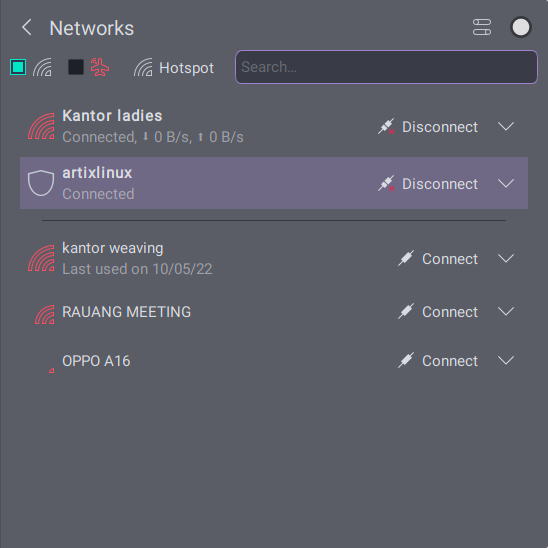 Networks
Hotspot
Search...
Kantor ladies
Disconnect
Connected, ⬇ 0 B/s, ⬆ 0 B/s
artixlinux
Disconnect
Connected
kantor weaving
Connect
Last used on 10/05/22
RAUANG MEETING
Connect
OPPO A16
Connect